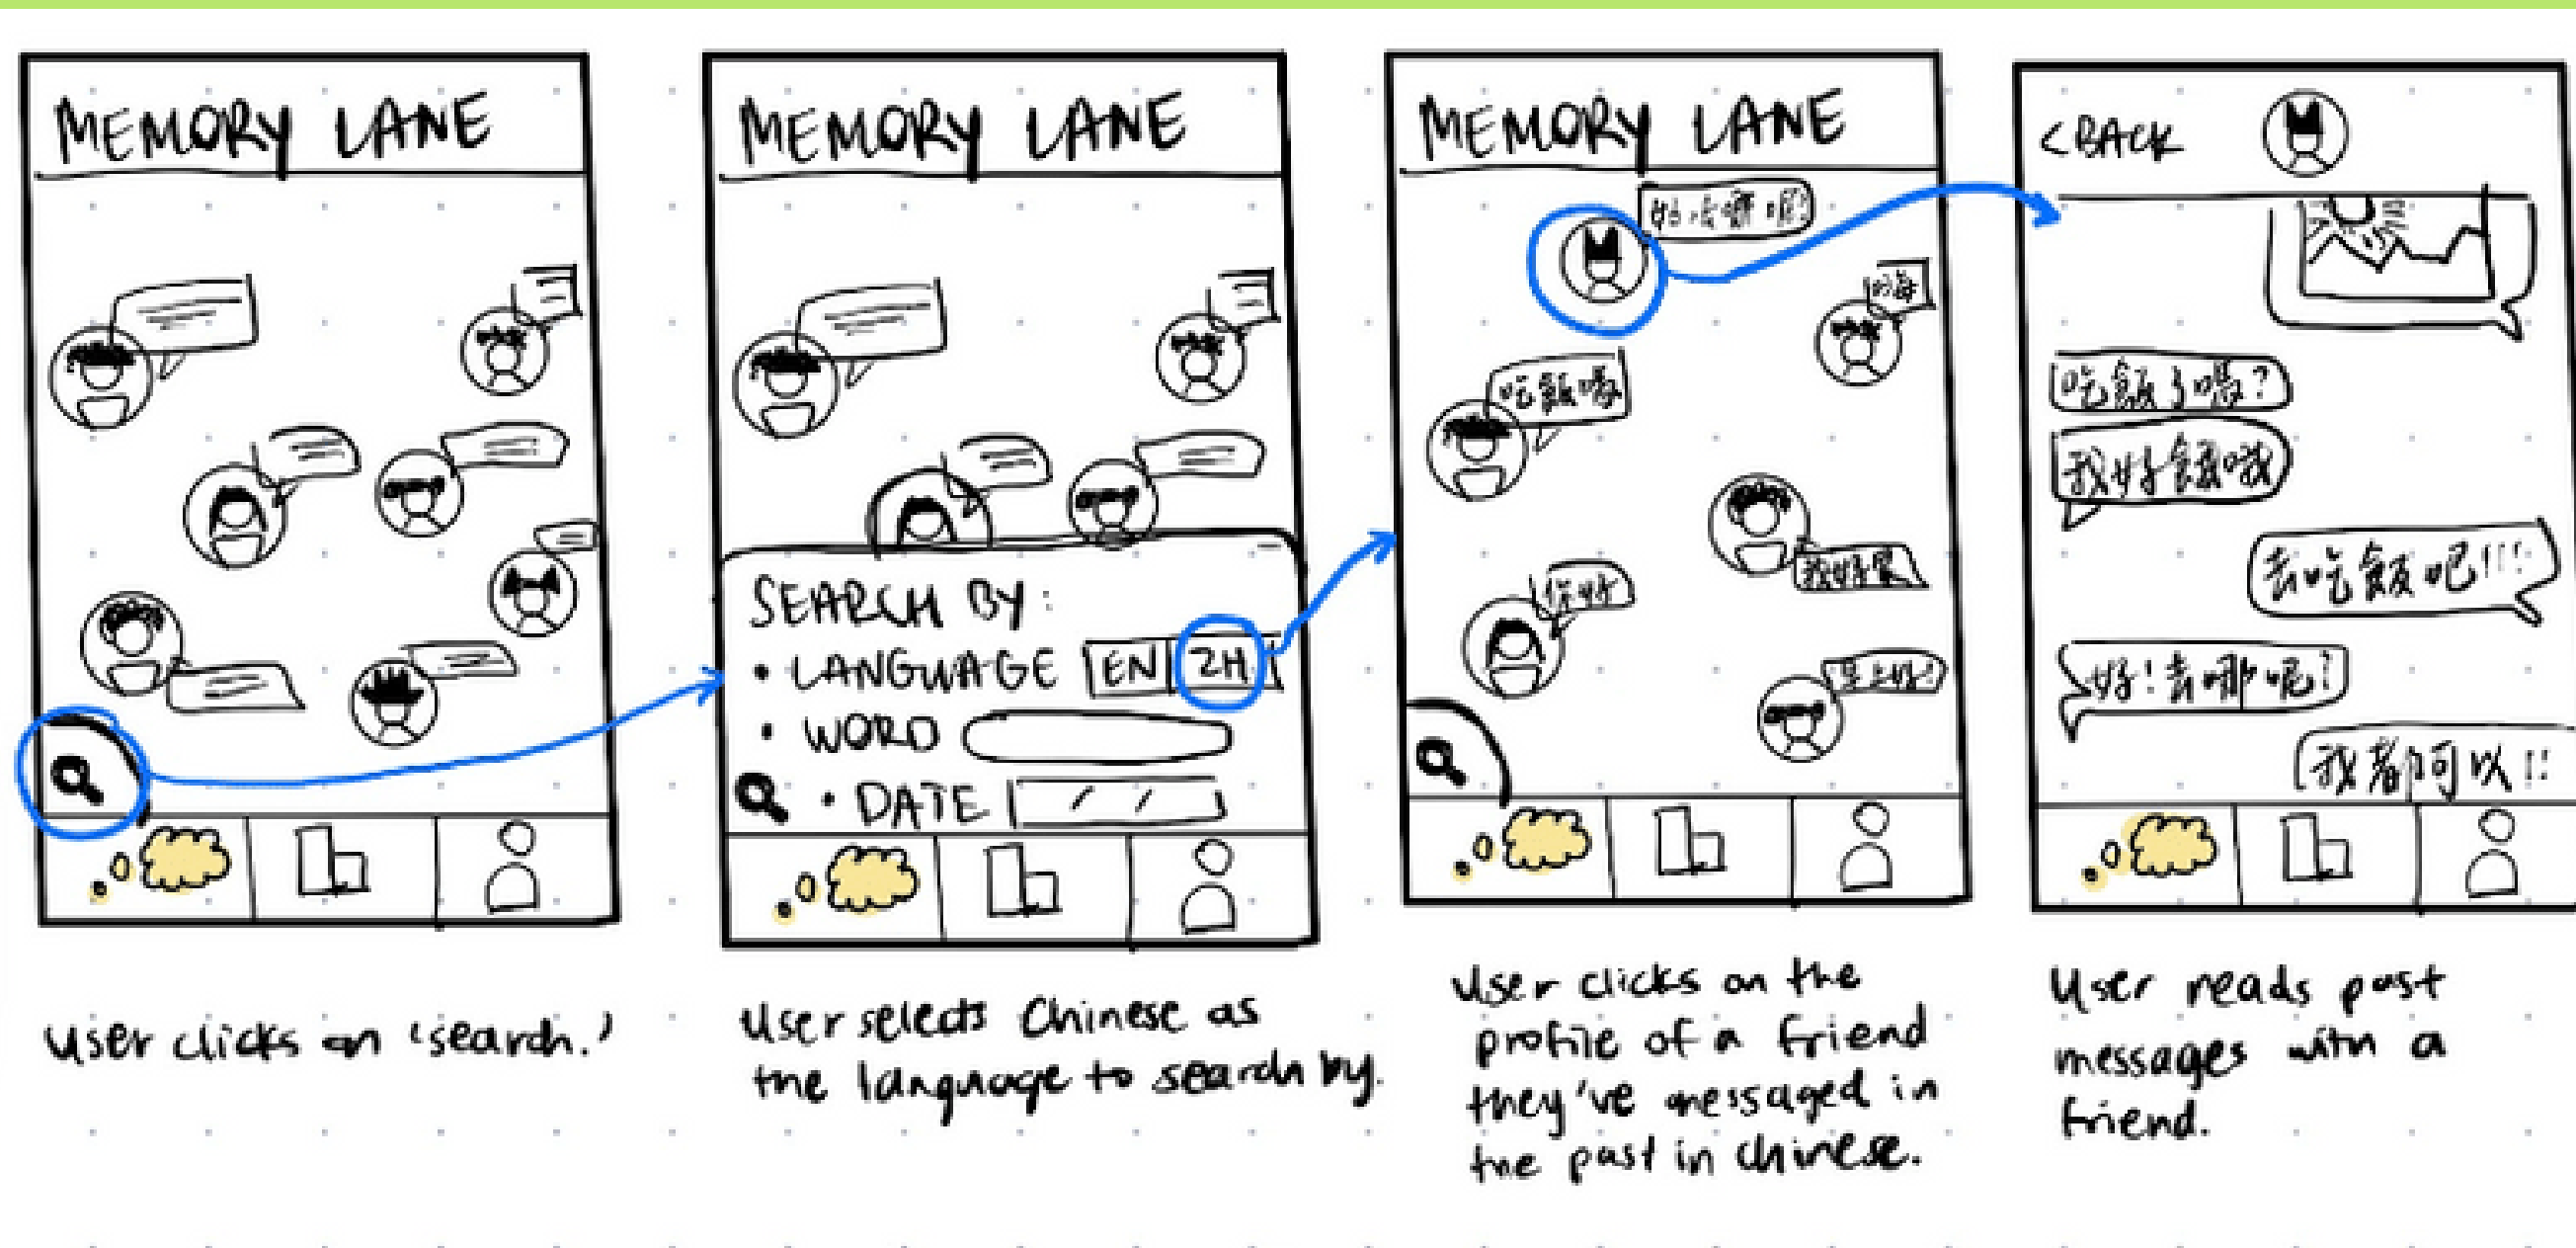 MEMORY LANE
User clicks on 'search.'
MEMORY LANE
SEARCH BY:
• LANGUAGE EN ZH
• WORD
• DATE / /
User selects Chinese as
the language to search by.
MEMORY LANE
吃飯嗎
你好
User clicks on the
profile of a friend
they've messaged in
the past in chinese.
<BACK
吃飯了嗎?
我好餓哦
去吃飯吧!!!
好!去哪呢?
我都可以!!
User reads past
messages with a
friend.